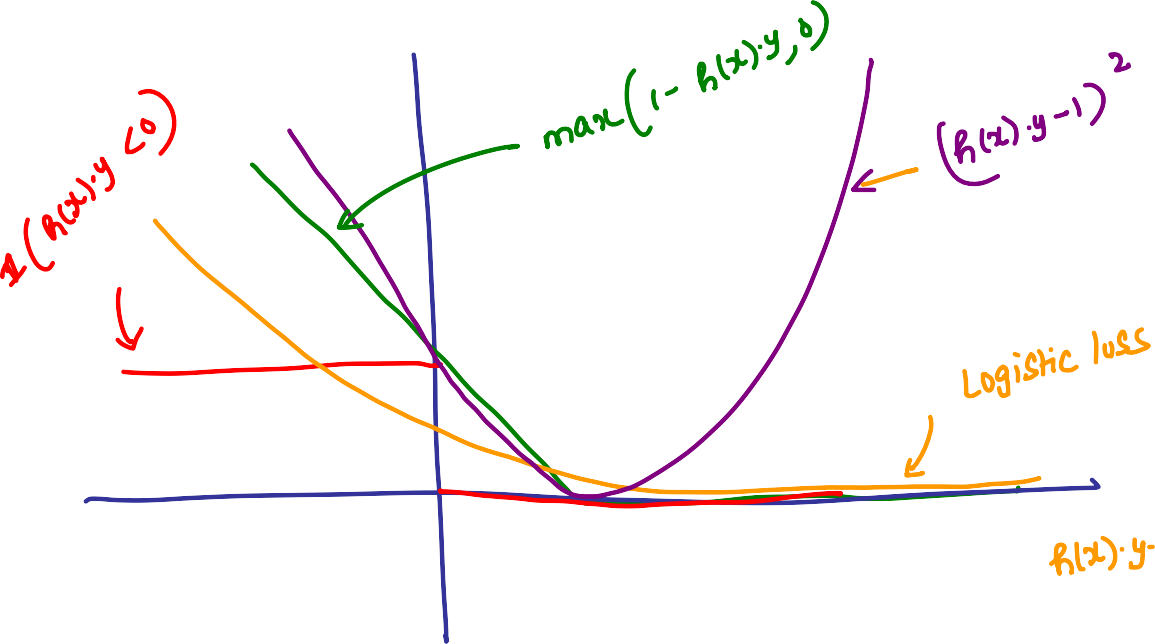 max(1 - h(x)·y, 0)
(h(x)·y - 1)²
𝟙(h(x)·y < 0)
Logistic loss
h(x)·y